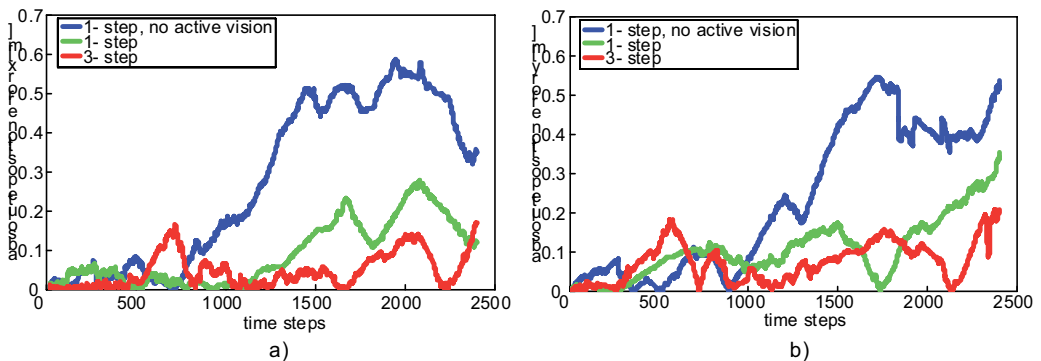 0.7
1- step, no active vision
1- step
3- step
0.6
0.5
0.4
0.3
0.2
0.1
0
0 500 1000 1500 2000 2500
time steps
a)
0.7
1- step, no active vision
1- step
3- step
0.6
0.5
0.4
0.3
0.2
0.1
0
0 500 1000 1500 2000 2500
time steps
b)